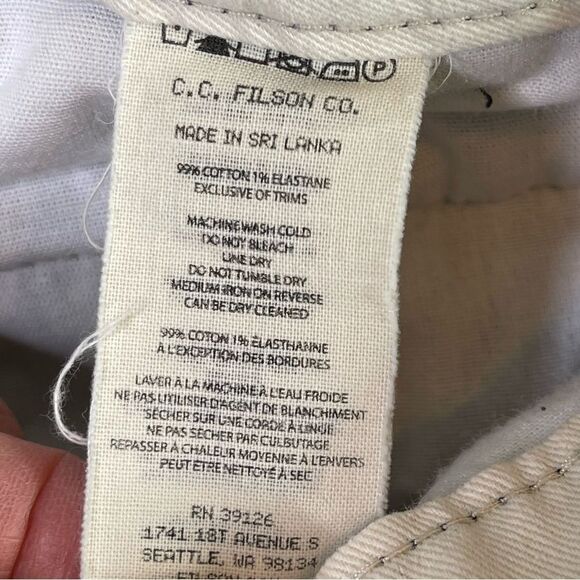 P
C.C. FILSON CO.
MADE IN SRI LANKA
99% COTTON 1% ELASTANE
EXCLUSIVE OF TRIMS
MACHINE WASH COLD
DO NOT BLEACH
LINE DRY
DO NOT TUMBLE DRY
MEDIUM IRON ON REVERSE
CAN BE DRY CLEANED
99% COTON 1% ELASTHANNE
À L'EXCEPTION DES BORDURES
LAVER À LA MACHINE À L'EAU FROIDE
NE PAS UTILISER D'AGENT DE BLANCHIMENT
SÉCHER SUR UNE CORDE À LINGE
NE PAS SÉCHER PAR CULBUTAGE
REPASSER À CHALEUR MOYENNE À L'ENVERS
PEUT ÊTRE NETTOYÉ À SEC
RN 39126
1741 1ST AVENUE S
SEATTLE, WA 98134
FILSON